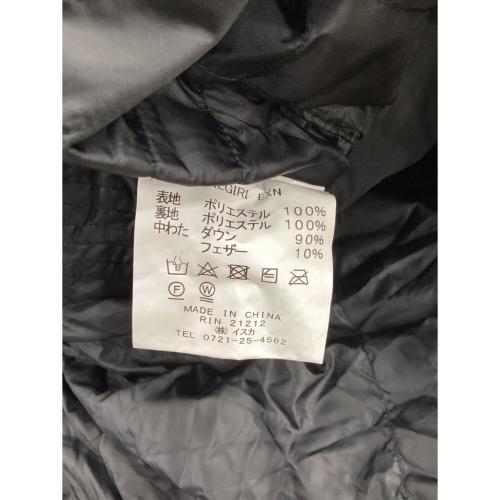 EXN
表地 ポリエステル 100%
裏地 ポリエステル 100%
中わた ダウン 90%
フェザー 10%
F W
MADE IN CHINA
RIN 21212
(株) イスカ
TEL 0721-25-4562